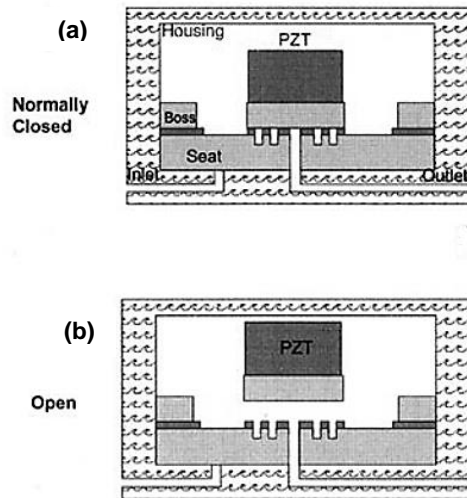 (a)
Housing
PZT
Normally
Closed
Boss
Seat
Inlet
Outlet
(b)
PZT
Open